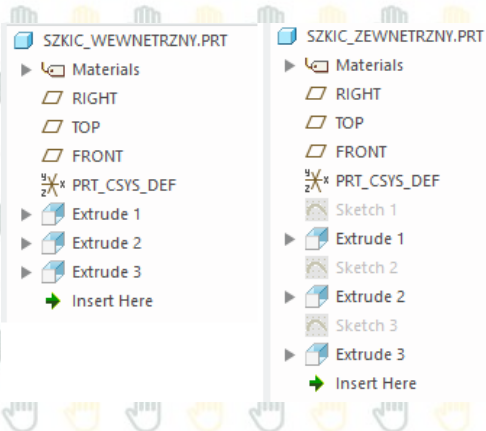 SZKIC_WEWNETRZNY.PRT
Materials
RIGHT
TOP
FRONT
PRT_CSYS_DEF
Extrude 1
Extrude 2
Extrude 3
Insert Here
SZKIC_ZEWNETRZNY.PRT
Materials
RIGHT
TOP
FRONT
PRT_CSYS_DEF
Sketch 1
Extrude 1
Sketch 2
Extrude 2
Sketch 3
Extrude 3
Insert Here